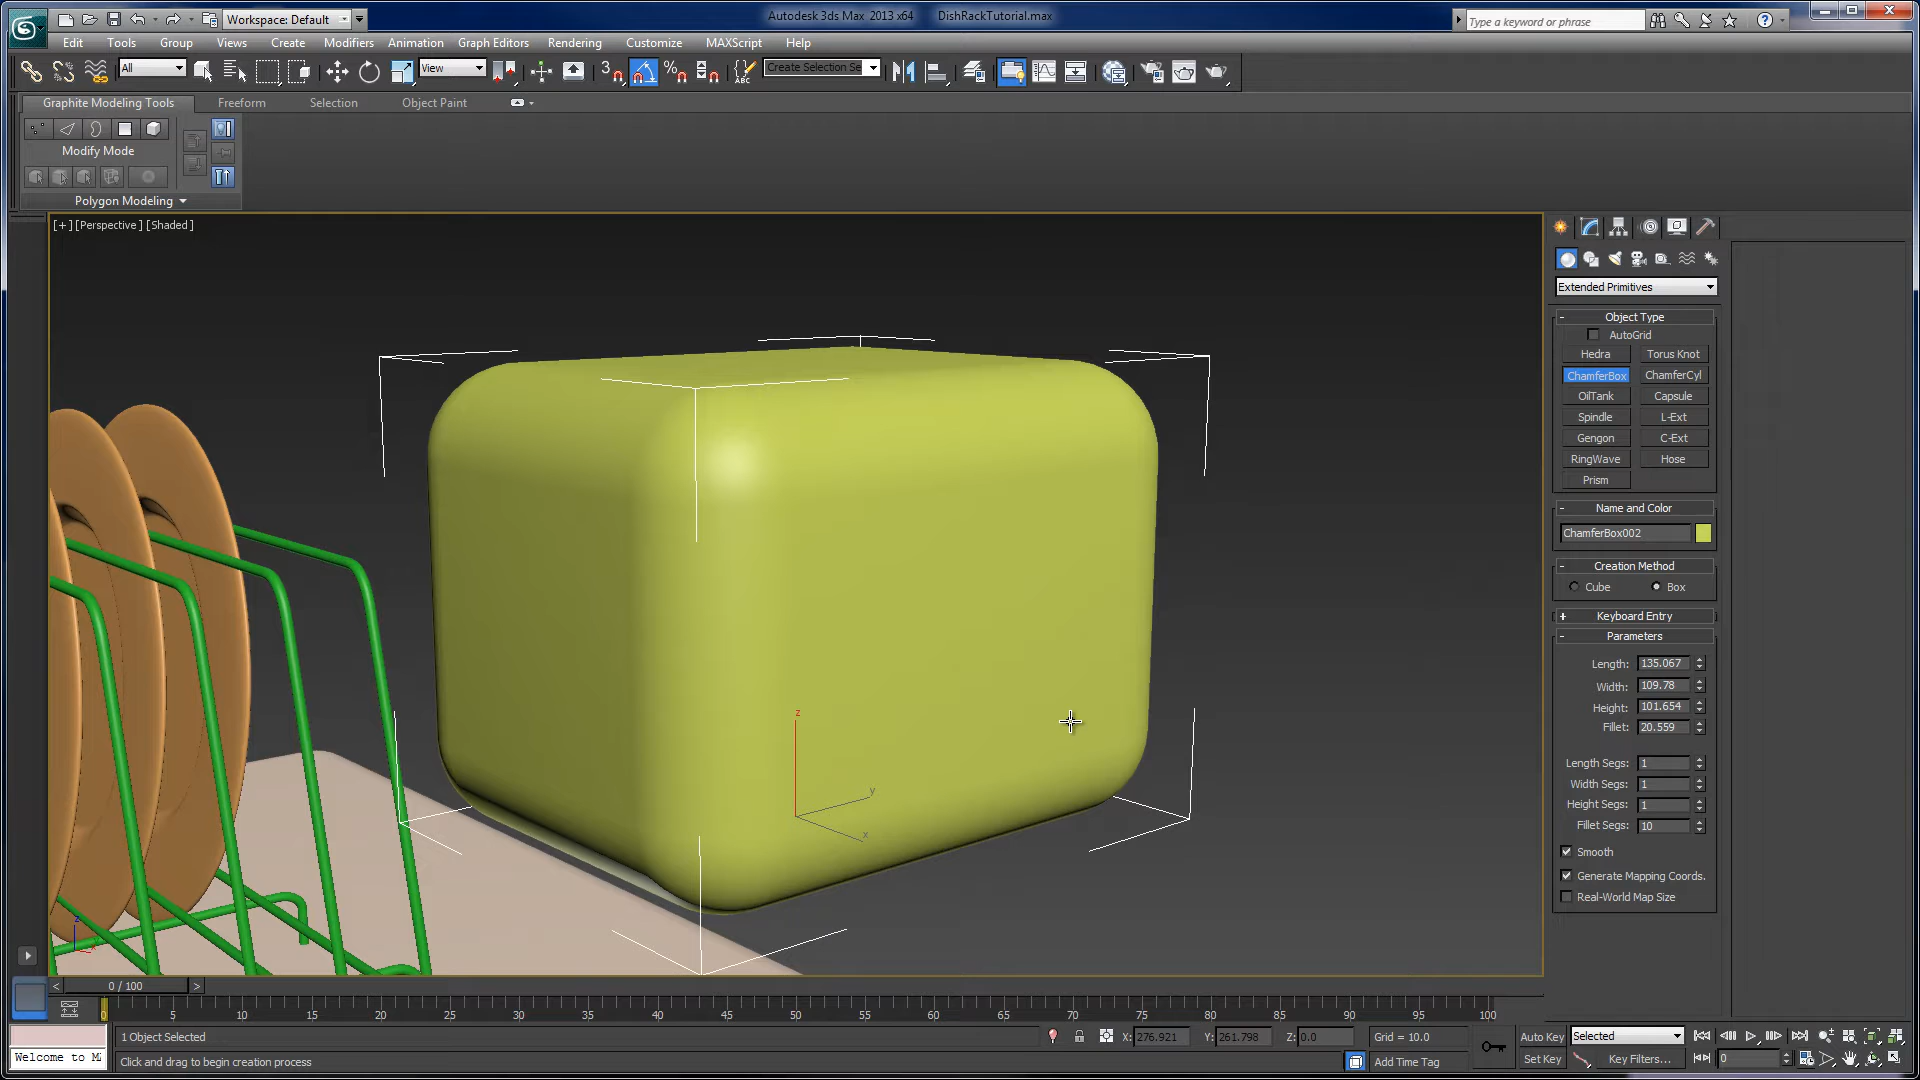 Workspace: Default
Autodesk 3ds Max 2013 x64 DishRackTutorial.max
Type a keyword or phrase
Edit Tools Group Views Create Modifiers Animation Graph Editors Rendering Customize MAXScript Help
All
View
3
ABC
Create Selection Se
Graphite Modeling Tools Freeform Selection Object Paint
Modify Mode
Polygon Modeling
[+] [Perspective] [Shaded]
Extended Primitives
- Object Type
AutoGrid
Hedra Torus Knot
ChamferBox ChamferCyl
OilTank Capsule
Spindle L-Ext
Gengon C-Ext
RingWave Hose
Prism
- Name and Color
ChamferBox002
- Creation Method
Cube Box
+ Keyboard Entry
- Parameters
Length: 135.067
Width: 109.78
Height: 101.654
Fillet: 20.559
Length Segs: 1
Width Segs: 1
Height Segs: 1
Fillet Segs: 10
Smooth
Generate Mapping Coords.
Real-World Map Size
z
y
x
z
x
< 0 / 100 >
0 5 10 15 20 25 30 35 40 45 50 55 60 65 70 75 80 85 90 95 100
1 Object Selected
X: 276.921 Y: 261.798 Z: 0.0 Grid = 10.0
Auto Key Selected
Welcome to M
Click and drag to begin creation process
Add Time Tag
Set Key Key Filters...
0